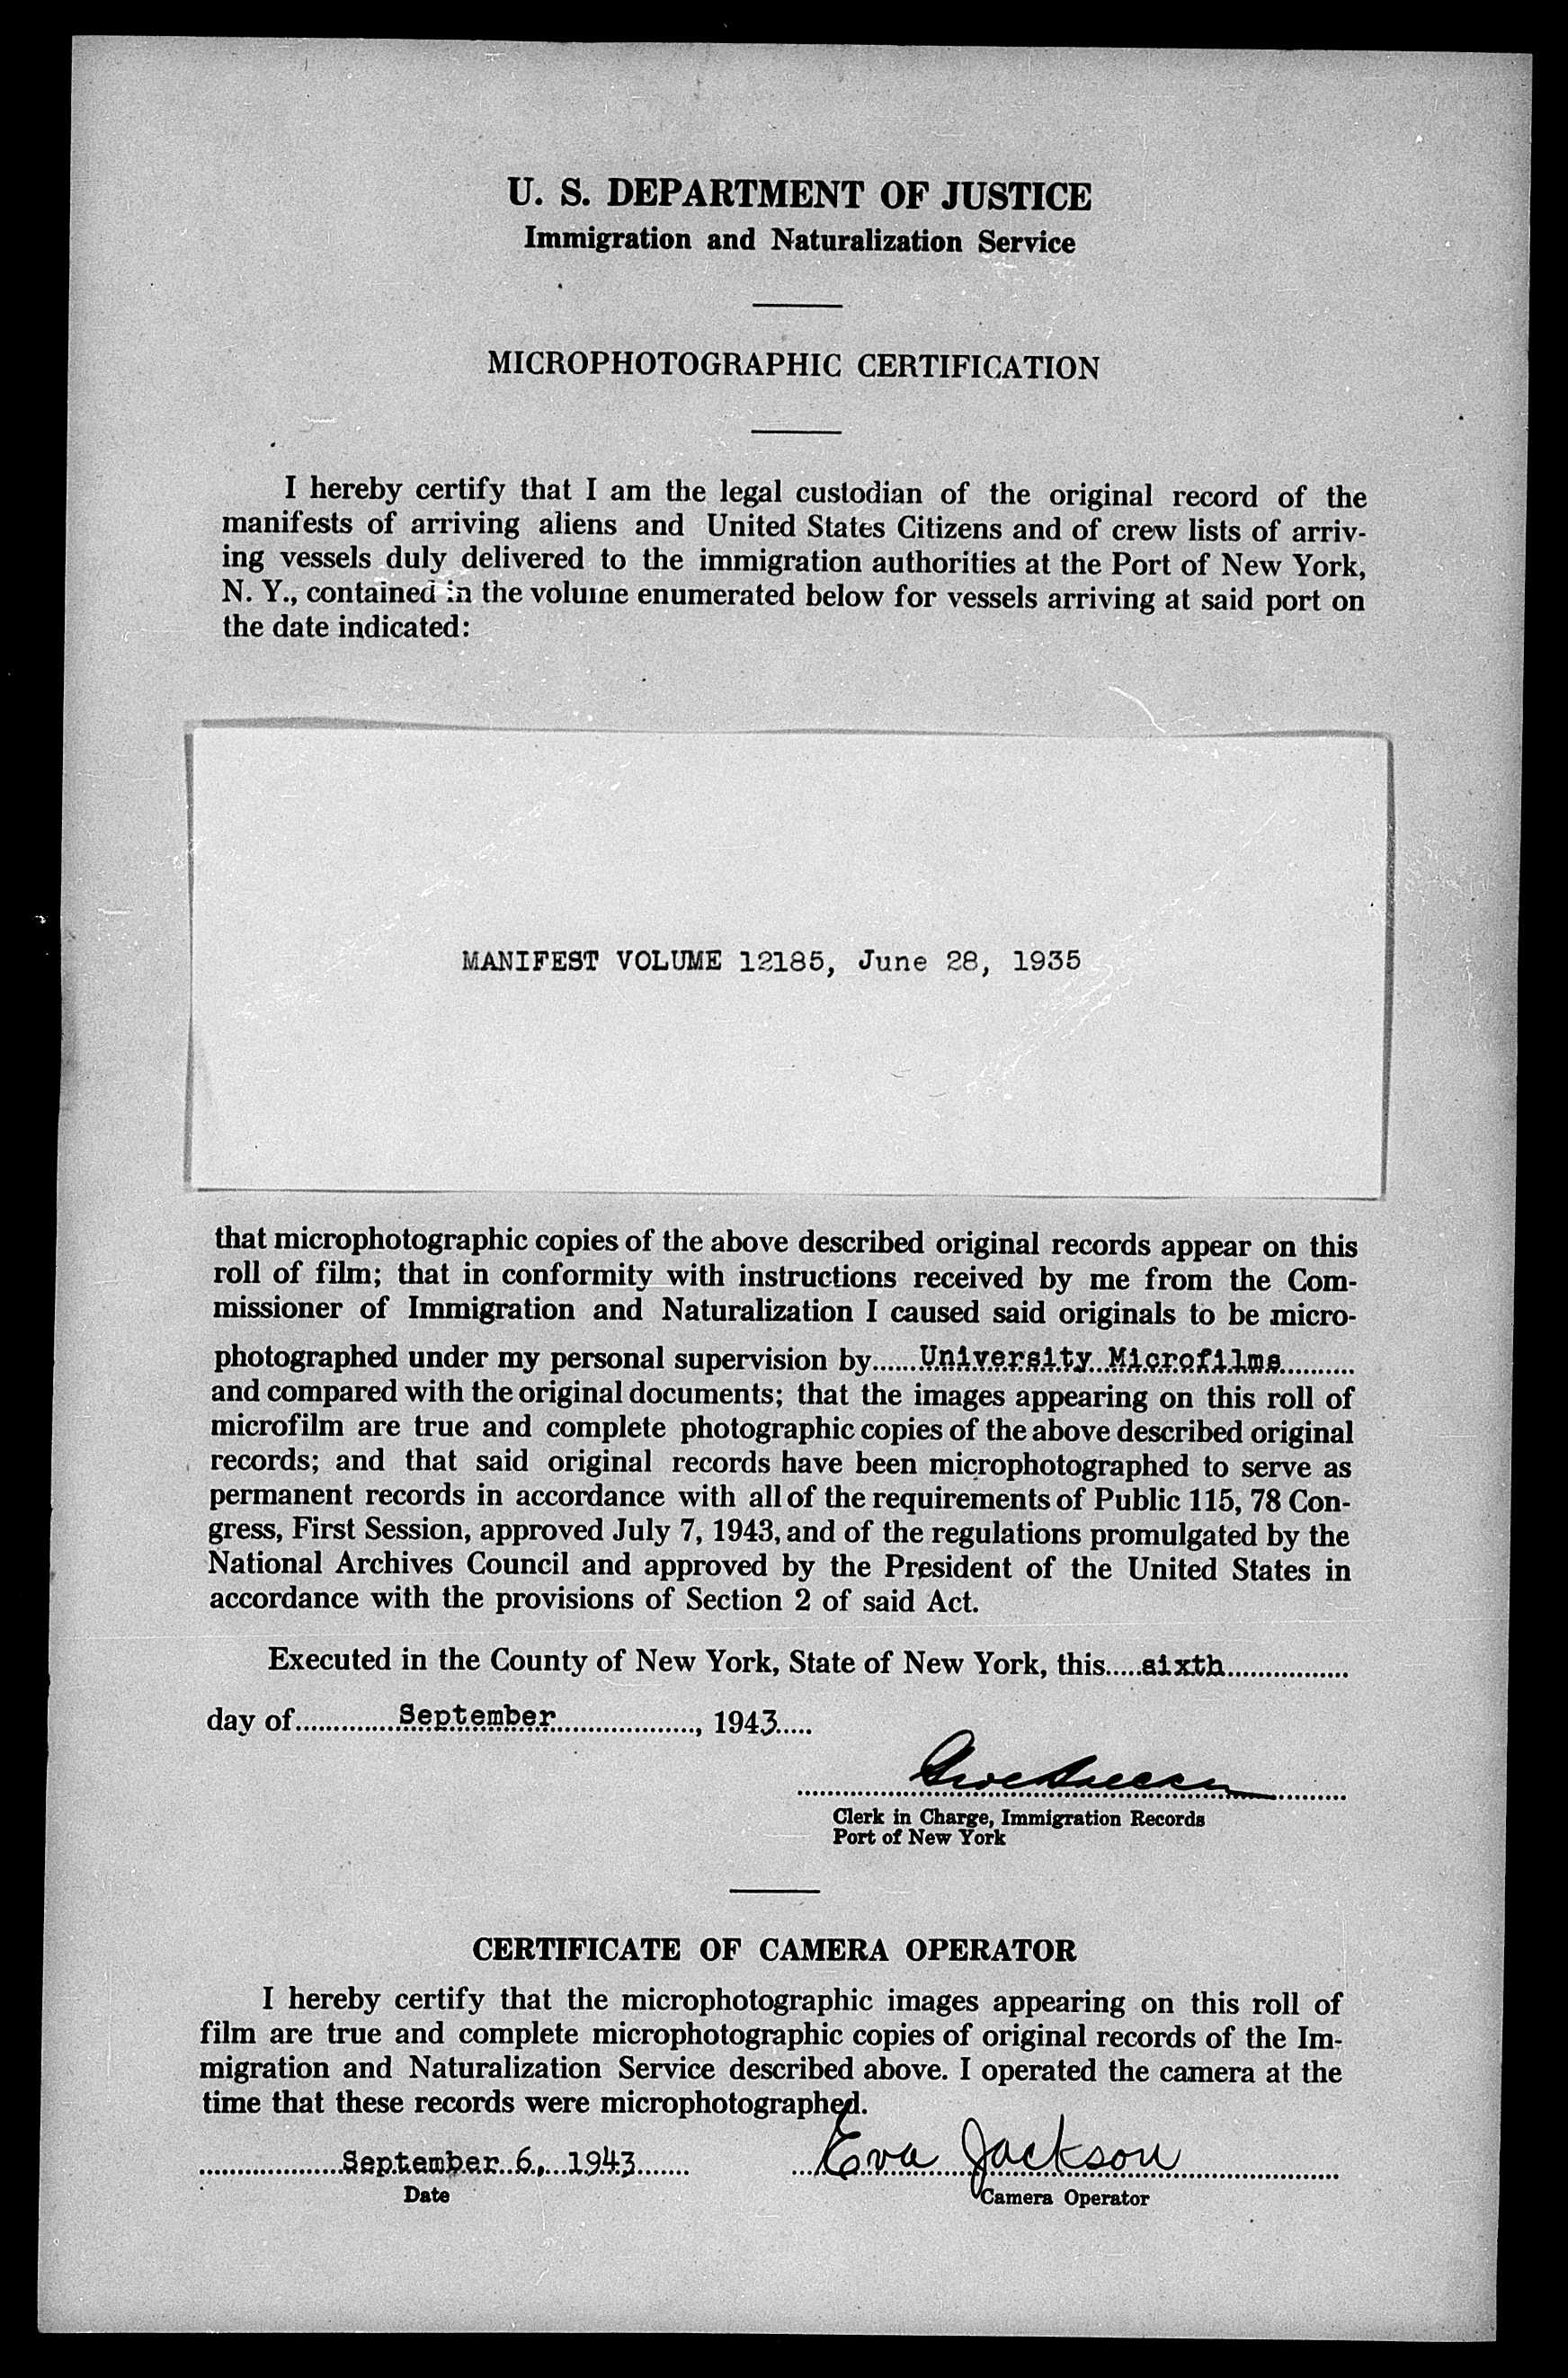 U. S. DEPARTMENT OF JUSTICE
Immigration and Naturalization Service
MICROPHOTOGRAPHIC CERTIFICATION
I hereby certify that I am the legal custodian of the original record of the
manifests of arriving aliens and United States Citizens and of crew lists of arriv-
ing vessels duly delivered to the immigration authorities at the Port of New York,
N. Y., contained in the volume enumerated below for vessels arriving at said port on
the date indicated:
MANIFEST VOLUME 12185, June 28, 1935
that microphotographic copies of the above described original records appear on this
roll of film; that in conformity with instructions received by me from the Com-
missioner of Immigration and Naturalization I caused said originals to be micro-
photographed under my personal supervision by......University Microfilms..........
and compared with the original documents; that the images appearing on this roll of
microfilm are true and complete photographic copies of the above described original
records; and that said original records have been microphotographed to serve as
permanent records in accordance with all of the requirements of Public 115, 78 Con-
gress, First Session, approved July 7, 1943, and of the regulations promulgated by the
National Archives Council and approved by the President of the United States in
accordance with the provisions of Section 2 of said Act.
Executed in the County of New York, State of New York, this.....sixth.................
day of..............September..................., 1943.....
Clerk in Charge, Immigration Records
Port of New York
CERTIFICATE OF CAMERA OPERATOR
I hereby certify that the microphotographic images appearing on this roll of
film are true and complete microphotographic copies of original records of the Im-
migration and Naturalization Service described above. I operated the camera at the
time that these records were microphotographed.
September 6, 1943 Eva Jackson
Date Camera Operator